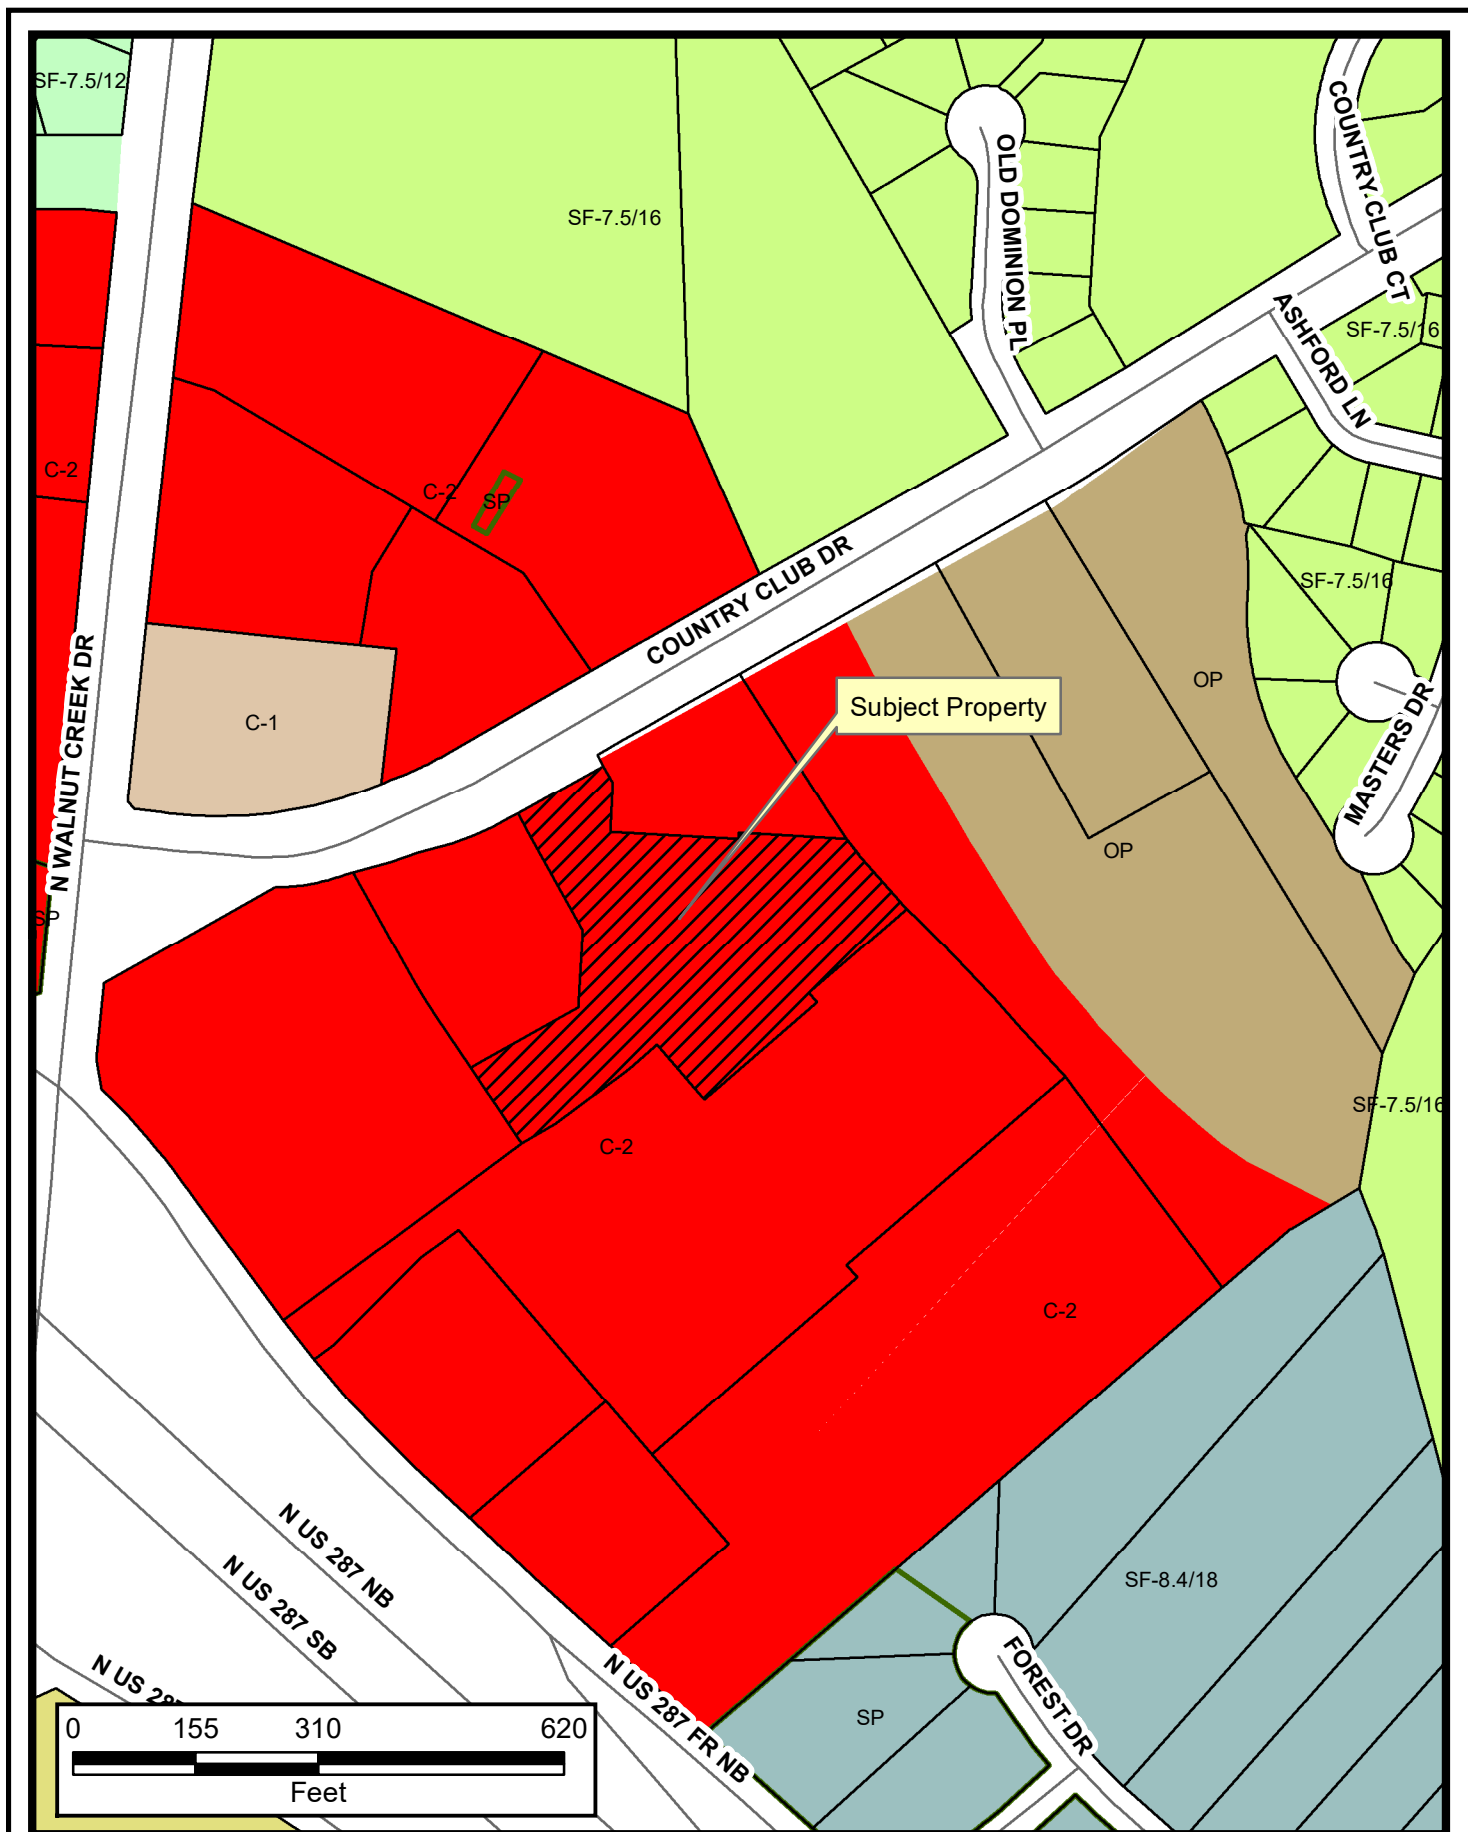 SF-7.5/12
COUNTRY CLUB CT
OLD DOMINION PL
SF-7.5/16
ASHFORD LN
SF-7.5/16
C-2
C-2
SP
COUNTRY CLUB DR
SF-7.5/16
N WALNUT CREEK DR
C-1
OP
Subject Property
MASTERS DR
OP
SP
SF-7.5/16
C-2
C-2
N US 287 NB
SF-8.4/18
N US 287 SB
N US 287
FOREST DR
N US 287 FR NB
SP
0 155 310 620
Feet